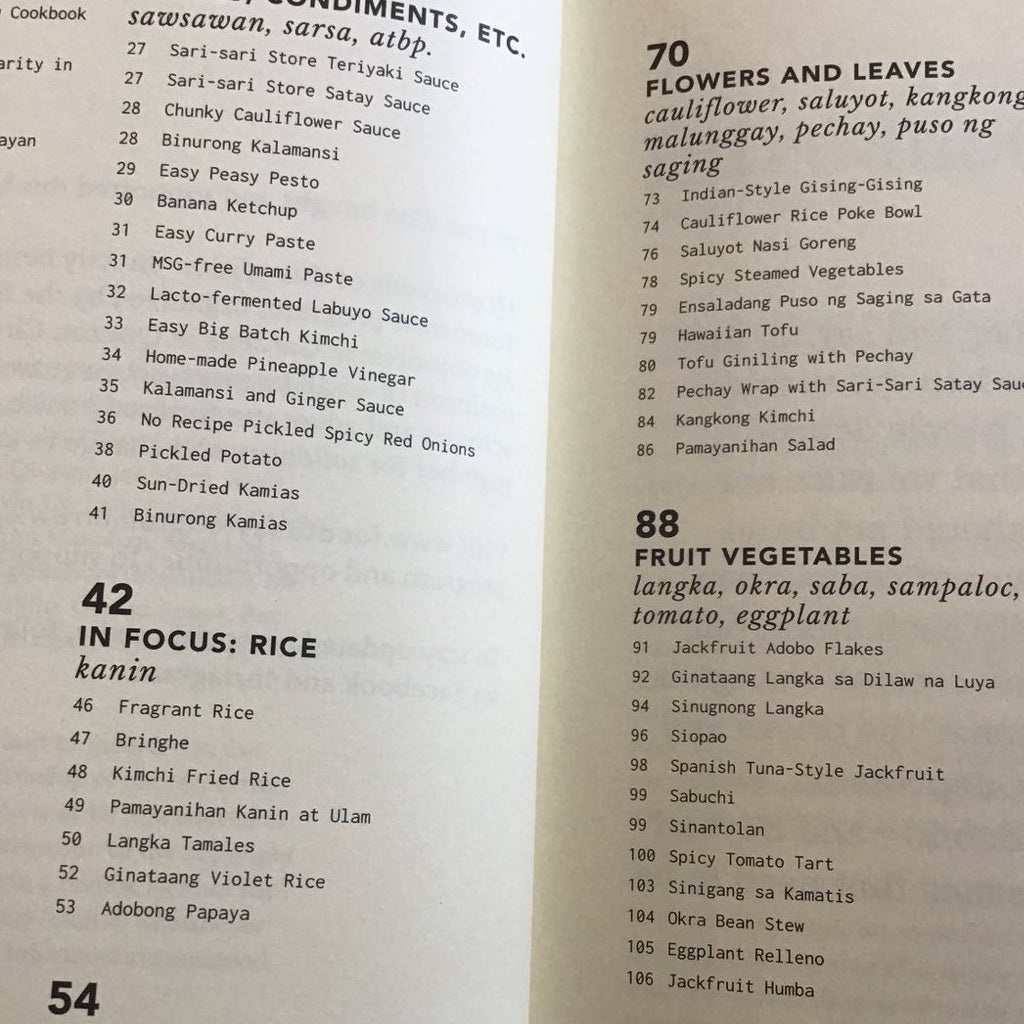 Cookbook
in
CONDIMENTS, ETC.
sawsawan, sarsa, atbp.
27 Sari-sari Store Teriyaki Sauce
27 Sari-sari Store Satay Sauce
28 Chunky Cauliflower Sauce
28 Binurong Kalamansi
29 Easy Peasy Pesto
30 Banana Ketchup
31 Easy Curry Paste
31 MSG-free Umami Paste
32 Lacto-fermented Labuyo Sauce
33 Easy Big Batch Kimchi
34 Home-made Pineapple Vinegar
35 Kalamansi and Ginger Sauce
36 No Recipe Pickled Spicy Red Onions
38 Pickled Potato
40 Sun-Dried Kamias
41 Binurong Kamias
42
IN FOCUS: RICE
kanin
46 Fragrant Rice
47 Bringhe
48 Kimchi Fried Rice
49 Pamayanihan Kanin at Ulam
50 Langka Tamales
52 Ginataang Violet Rice
53 Adobong Papaya
54
70
FLOWERS AND LEAVES
cauliflower, saluyot, kangkong
malunggay, pechay, puso ng
saging
73 Indian-Style Gising-Gising
74 Cauliflower Rice Poke Bowl
76 Saluyot Nasi Goreng
78 Spicy Steamed Vegetables
79 Ensaladang Puso ng Saging sa Gata
79 Hawaiian Tofu
80 Tofu Giniling with Pechay
82 Pechay Wrap with Sari-Sari Satay
84 Kangkong Kimchi
86 Pamayanihan Salad
88
FRUIT VEGETABLES
langka, okra, saba, sampaloc,
tomato, eggplant
91 Jackfruit Adobo Flakes
92 Ginataang Langka sa Dilaw na Luya
94 Sinugnong Langka
96 Siopao
98 Spanish Tuna-Style Jackfruit
99 Sabuchi
99 Sinantolan
100 Spicy Tomato Tart
103 Sinigang sa Kamatis
104 Okra Bean Stew
105 Eggplant Relleno
106 Jackfruit Humba